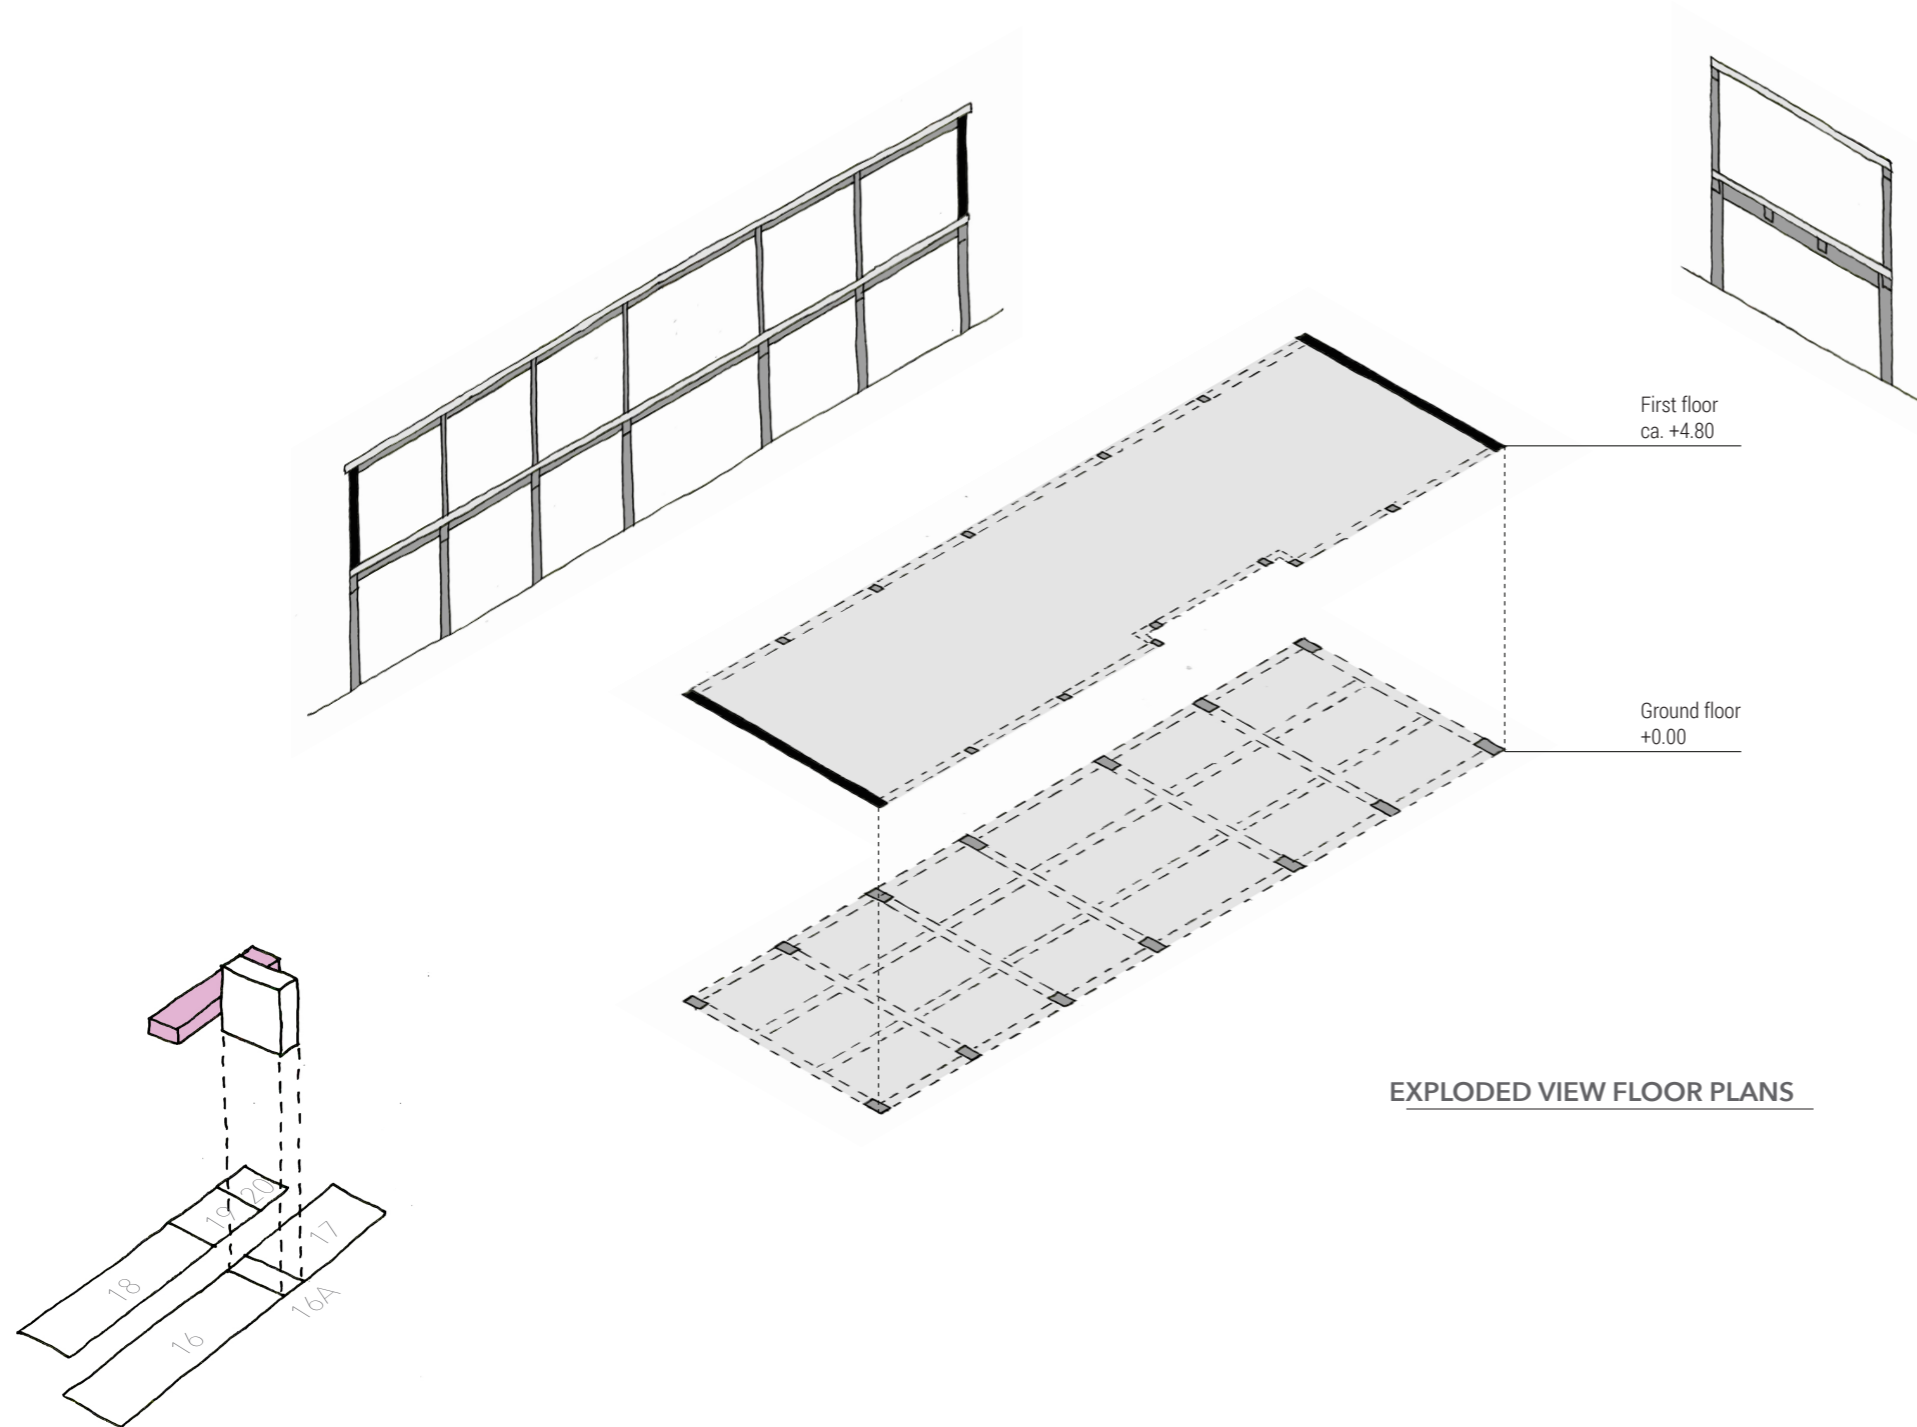 First floor
ca. +4.80
Ground floor
+0.00
EXPLODED VIEW FLOOR PLANS
20
19
17
18
16A
16